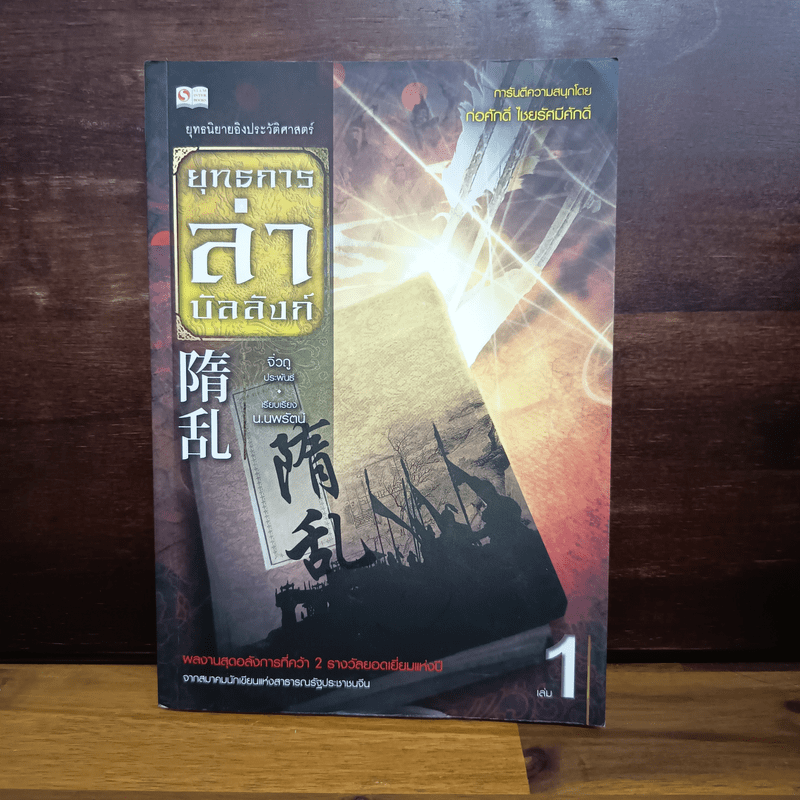 การันตีความสนุกโดย
ก่อศักดิ์ ไชยรัศมีศักดิ์
ยุทธนิยายอิงประวัติศาสตร์
ยุทธการ
ล่า
บัลลังก์
隋乱
จิ่วถู
ประพันธ์
เรียบเรียง
น.นพรัตน์
隋乱
ผลงานสุดอลังการที่คว้า 2 รางวัลยอดเยี่ยมแห่งปี
จากสมาคมนักเขียนแห่งสาธารณรัฐประชาชนจีน
เล่ม 1